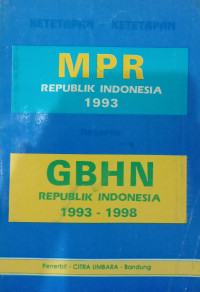 KETETAPAN - KETETAPAN
MPR
REPUBLIK INDONESIA
1993
GBHN
REPUBLIK INDONESIA
1993 - 1998
Penerbit - CITRA UMBARA - Bandung